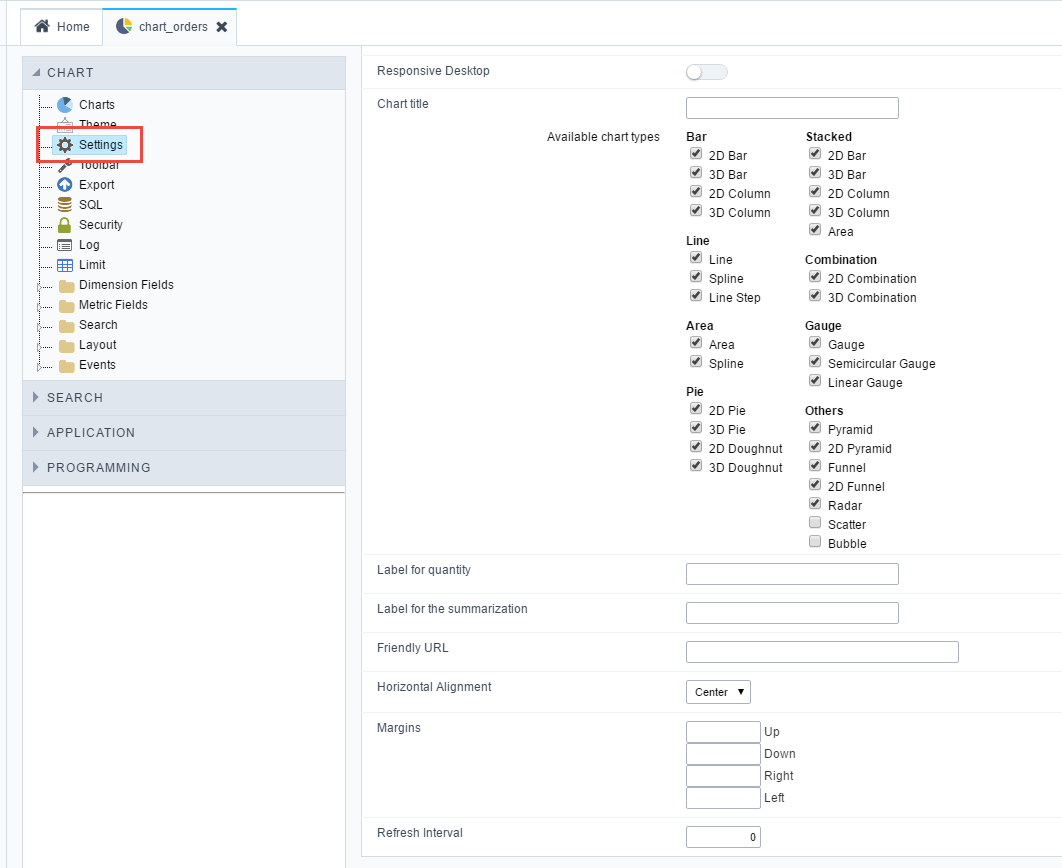 Home
chart_orders
CHART
Charts
Theme
Settings
Toolbar
Export
SQL
Security
Log
Limit
Dimension Fields
Metric Fields
Search
Layout
Events
SEARCH
APPLICATION
PROGRAMMING
Responsive Desktop
Chart title
Available chart types
Bar
2D Bar
3D Bar
2D Column
3D Column
Line
Line
Spline
Line Step
Area
Area
Spline
Pie
2D Pie
3D Pie
2D Doughnut
3D Doughnut
Stacked
2D Bar
3D Bar
2D Column
3D Column
Area
Combination
2D Combination
3D Combination
Gauge
Gauge
Semicircular Gauge
Linear Gauge
Others
Pyramid
2D Pyramid
Funnel
2D Funnel
Radar
Scatter
Bubble
Label for quantity
Label for the summarization
Friendly URL
Horizontal Alignment
Center
Margins
Up
Down
Right
Left
Refresh Interval
0